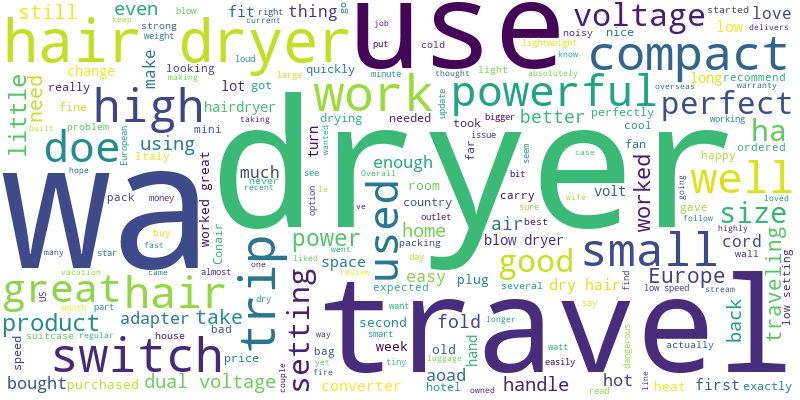 hair dryer
use
voltage
compact
still
even
fit
thing
strong
weight
blow
keep
current
right
go
job
put
cold
loud
noisy
nice
started
low
love
delivers
lightweight
know
absolutely
change
make
looking
quickly
minute
thought
light
long
recommend
overseas
warranty
really
lot
got
little
need
high
work
powerful
perfect
fine
hairdryer
taking
large
making
mini
drying
needed
update
took
bigger
better
perfectly
cool
working
built
problem
European
using
turn
wanted
far
issue
fan
happy
ordered
doe
ha
hope
Italy
never
recent
much
see
Overall
enough
bit
seem
case
volt
worked
going
gave
loved
follow
wa
dryer
well
pack
money
worked great
option
le
room
country
carry
sure
wife
size
highly
many
star
buy
Conair
power
ve
home
outlet
air
best
cord
wall
traveling
fast
trip
used
packing
blow dryer
vacation
came
almost
one
liked
went
day
good
small
great
hair
space
easy
plug
Europe
low setting
US
month
part
dry
setting
review
expected
several
dry hair
find
low speed
stream
back
product
adapter
take
want
second
smart
longer
fold
travel
say
actually
speed
suitcase
regular
switch
house
bad
price
way
bag
yet
fire
week
tiny
old
luggage
hand
watt
easily
dangerous
bought
purchased
dual voltage
couple
converter
aoad
hotel
owned
handle
read
hot
line
heat
first
exactly